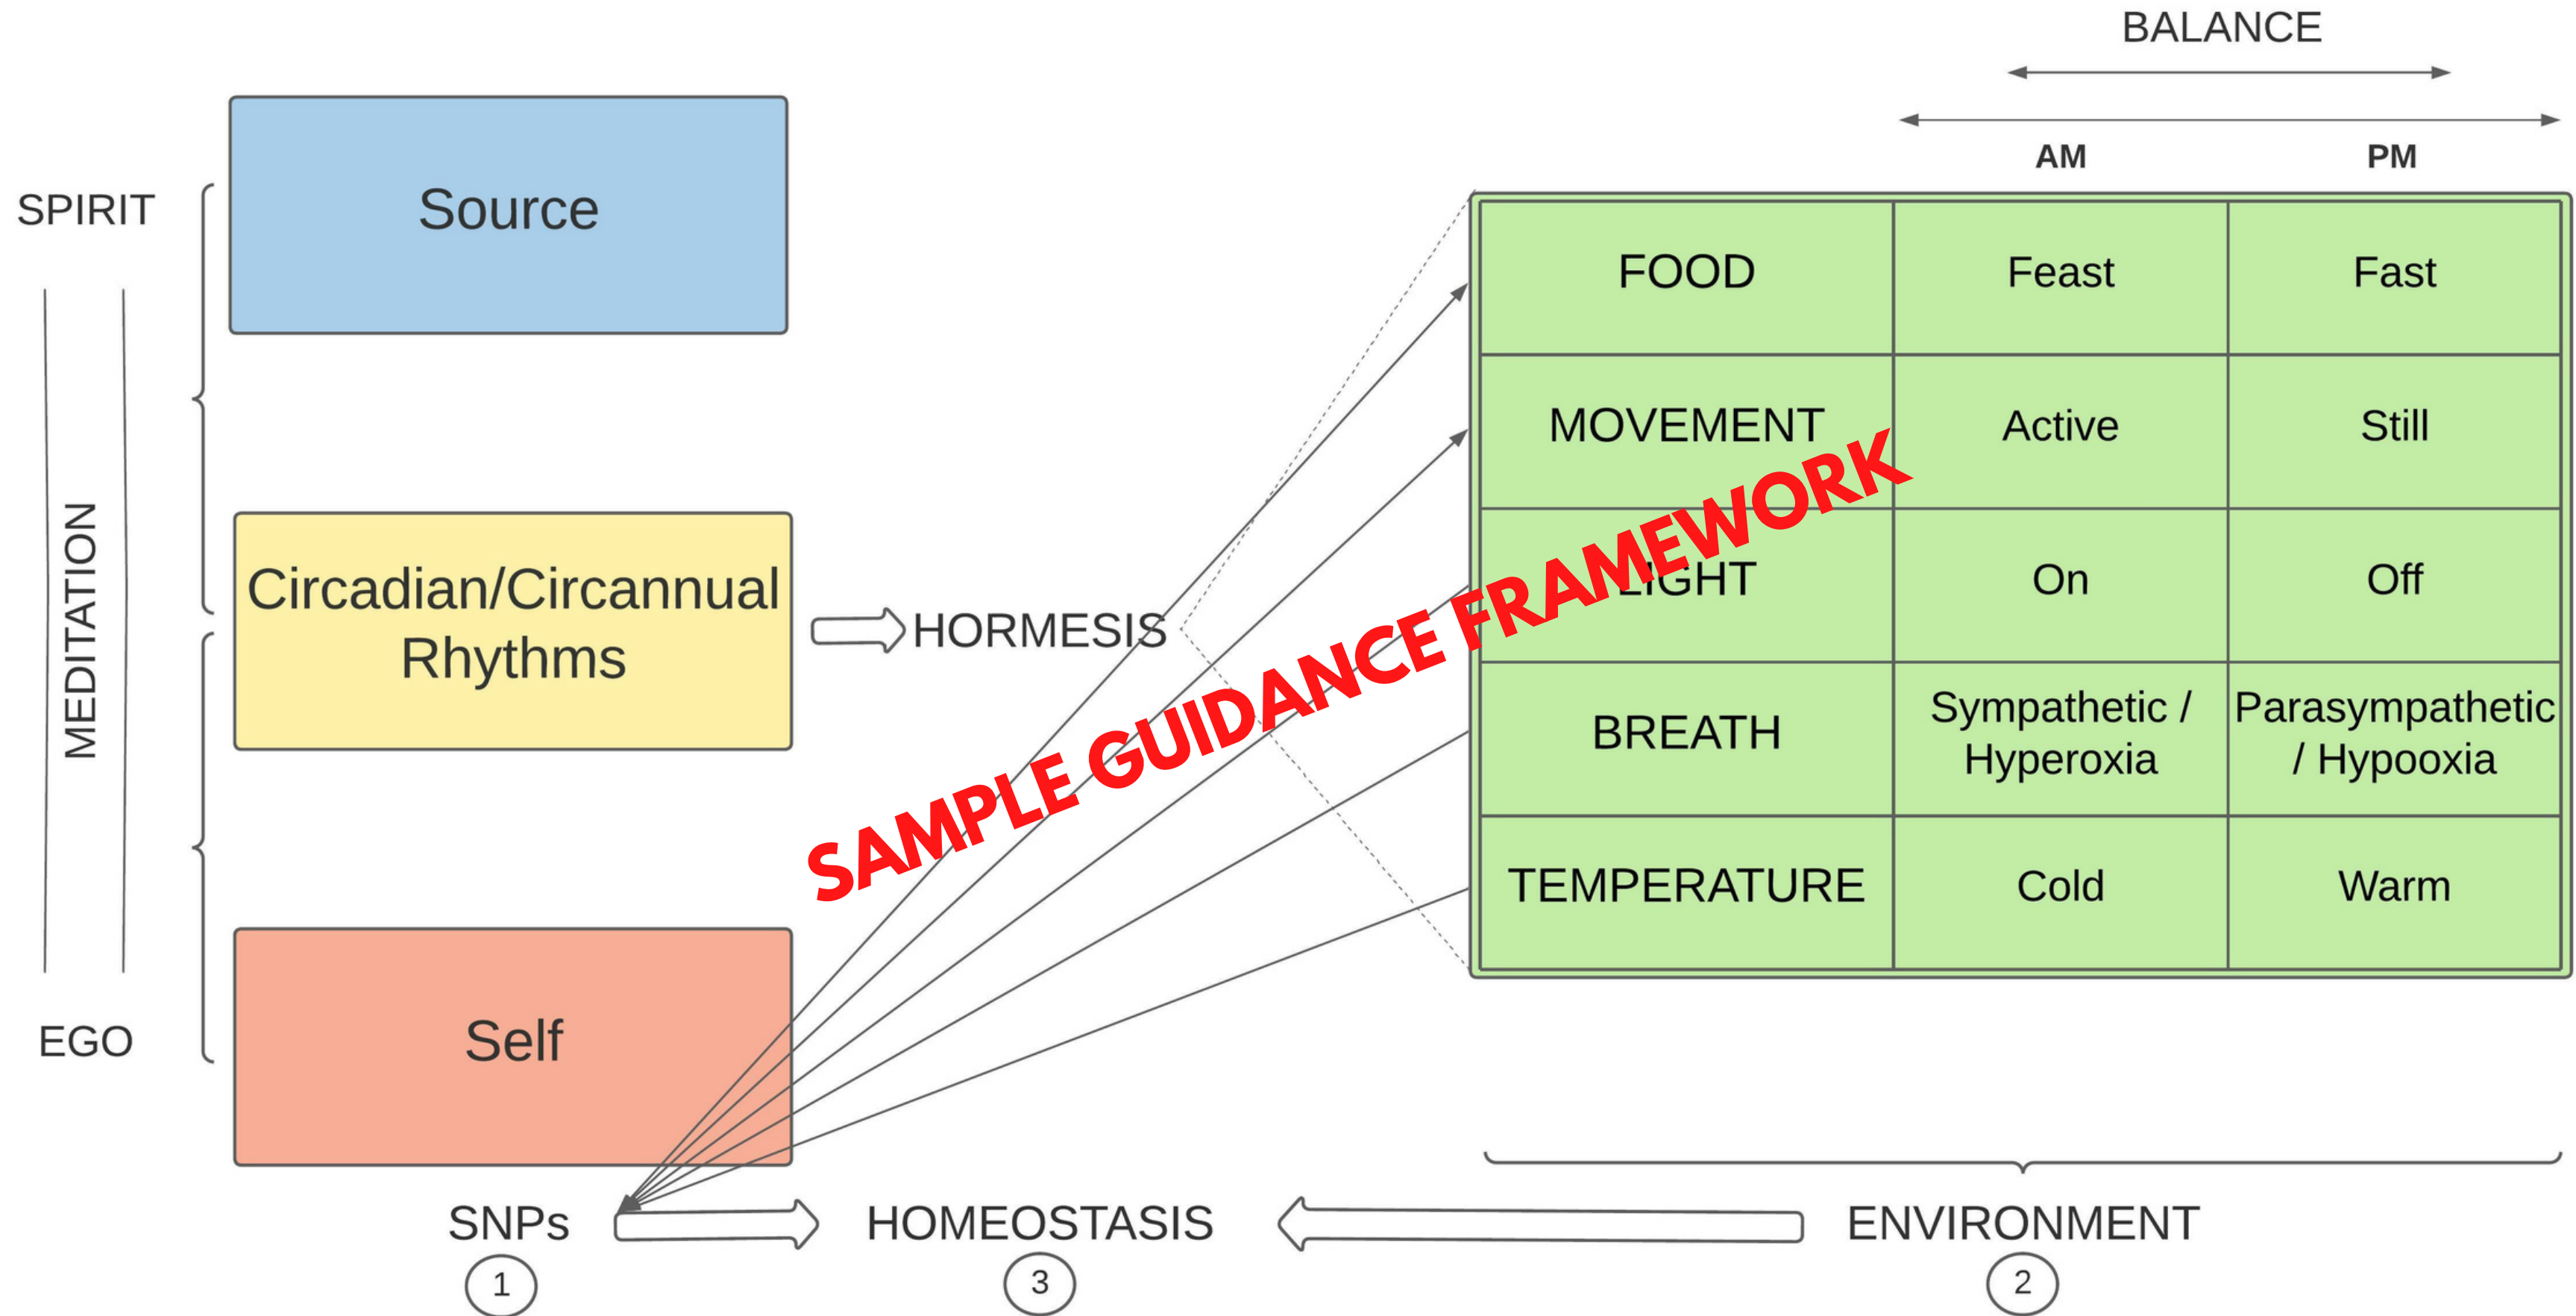 BALANCE
AM
PM
SPIRIT
Source
MEDITATION
Circadian/Circannual
Rhythms
HORMESIS
EGO
Self
FOOD
Feast
Fast
MOVEMENT
Active
Still
LIGHT
On
Off
BREATH
Sympathetic /
Hyperoxia
Parasympathetic
/ Hypooxia
TEMPERATURE
Cold
Warm
SAMPLE GUIDANCE FRAMEWORK
SNPs
HOMEOSTASIS
ENVIRONMENT
1
3
2